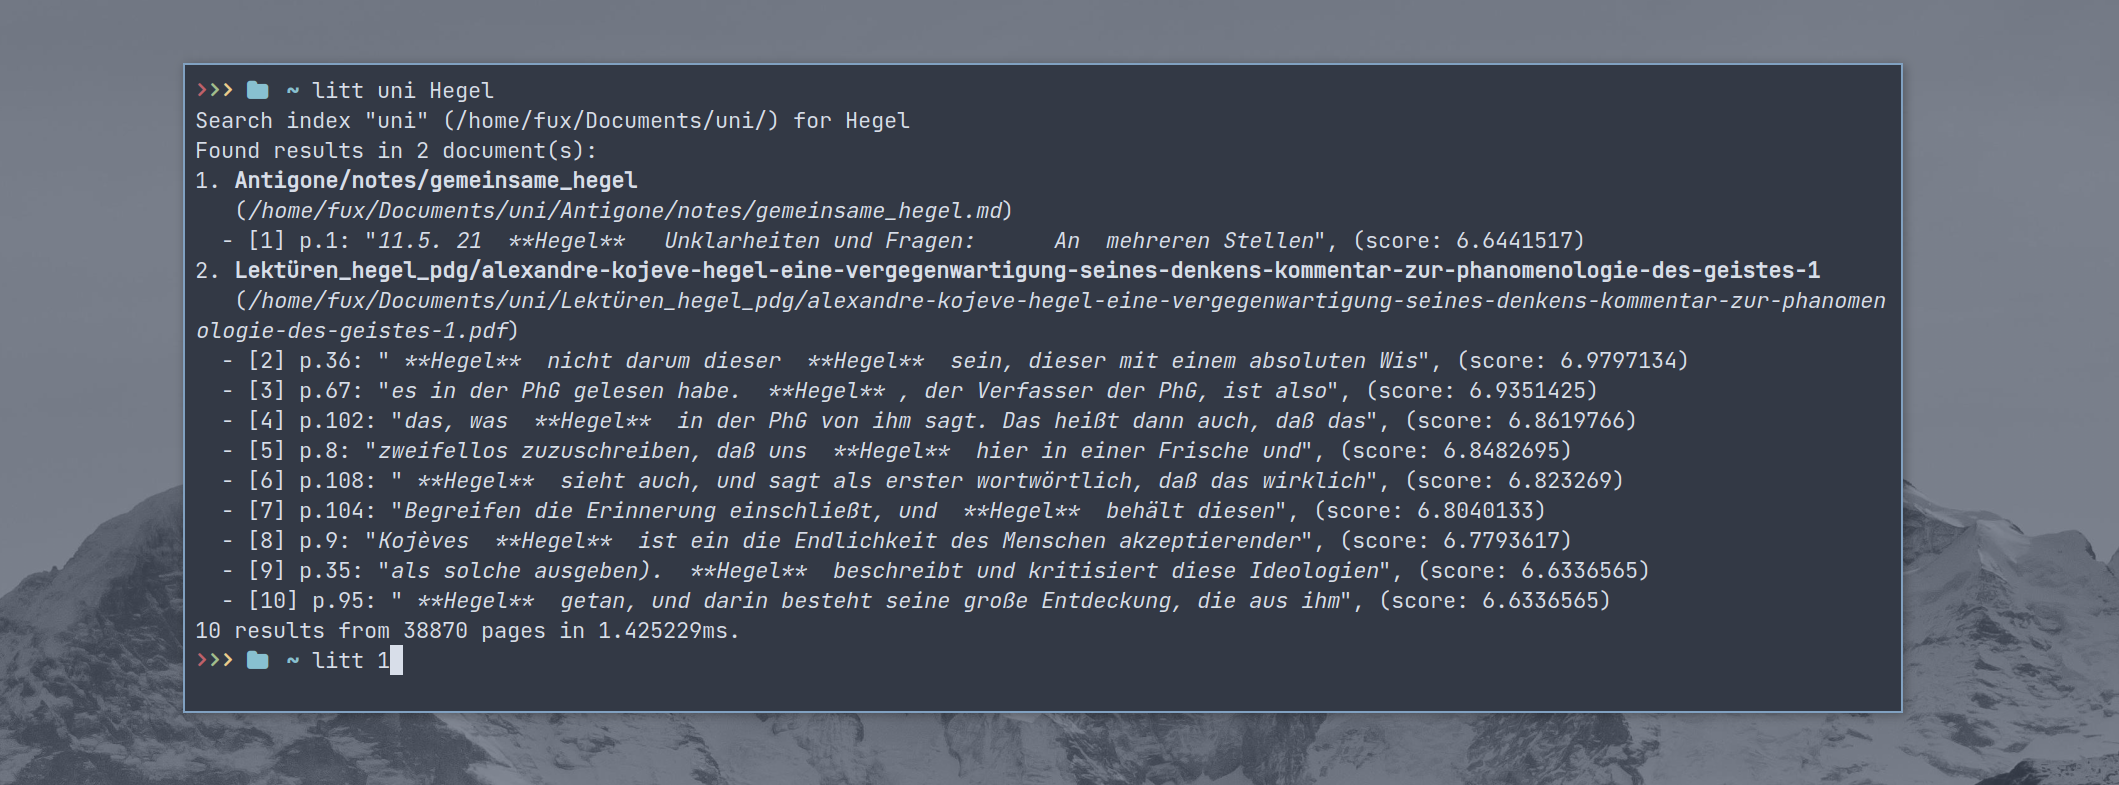 >>> ~ litt uni Hegel
Search index "uni" (/home/fux/Documents/uni/) for Hegel
Found results in 2 document(s):
1. Antigone/notes/gemeinsame_hegel
(/home/fux/Documents/uni/Antigone/notes/gemeinsame_hegel.md)
- [1] p.1: "11.5. 21  **Hegel**   Unklarheiten und Fragen:      An  mehreren Stellen", (score: 6.6441517)
2. LektÜren_hegel_pdg/alexandre-kojeve-hegel-eine-vergegenwartigung-seines-denkens-kommentar-zur-phanomenologie-des-geistes-1
(/home/fux/Documents/uni/LektÜren_hegel_pdg/alexandre-kojeve-hegel-eine-vergegenwartigung-seines-denkens-kommentar-zur-phanomen
ologie-des-geistes-1.pdf)
- [2] p.36: " **Hegel**  nicht darum dieser  **Hegel**  sein, dieser mit einem absoluten Wis", (score: 6.9797134)
- [3] p.67: "es in der PhG gelesen habe.  **Hegel** , der Verfasser der PhG, ist also", (score: 6.9351425)
- [4] p.102: "das, was  **Hegel**  in der PhG von ihm sagt. Das heißt dann auch, daß das", (score: 6.8619766)
- [5] p.8: "zweifellos zuzuschreiben, daß uns  **Hegel**  hier in einer Frische und", (score: 6.8482695)
- [6] p.108: " **Hegel**  sieht auch, und sagt als erster wortwörtlich, daß das wirklich", (score: 6.823269)
- [7] p.104: "Begreifen die Erinnerung einschließt, und  **Hegel**  behält diesen", (score: 6.8040133)
- [8] p.9: "Kojèves  **Hegel**  ist ein die Endlichkeit des Menschen akzeptierender", (score: 6.7793617)
- [9] p.35: "als solche ausgeben).  **Hegel**  beschreibt und kritisiert diese Ideologien", (score: 6.6336565)
- [10] p.95: " **Hegel**  getan, und darin besteht seine große Entdeckung, die aus ihm", (score: 6.6336565)
10 results from 38870 pages in 1.425229ms.
>>> ~ litt 1